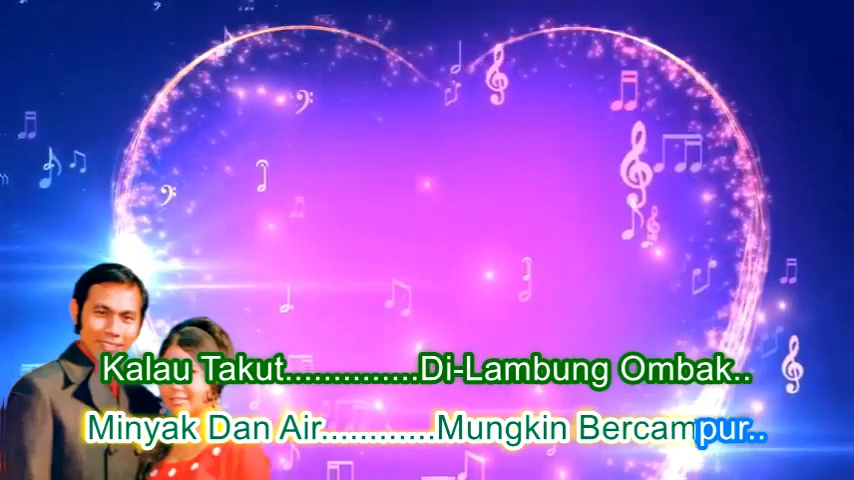 Kalau Takut..............Di-Lambung Ombak..
Minyak Dan Air............Mungkin Bercampur..